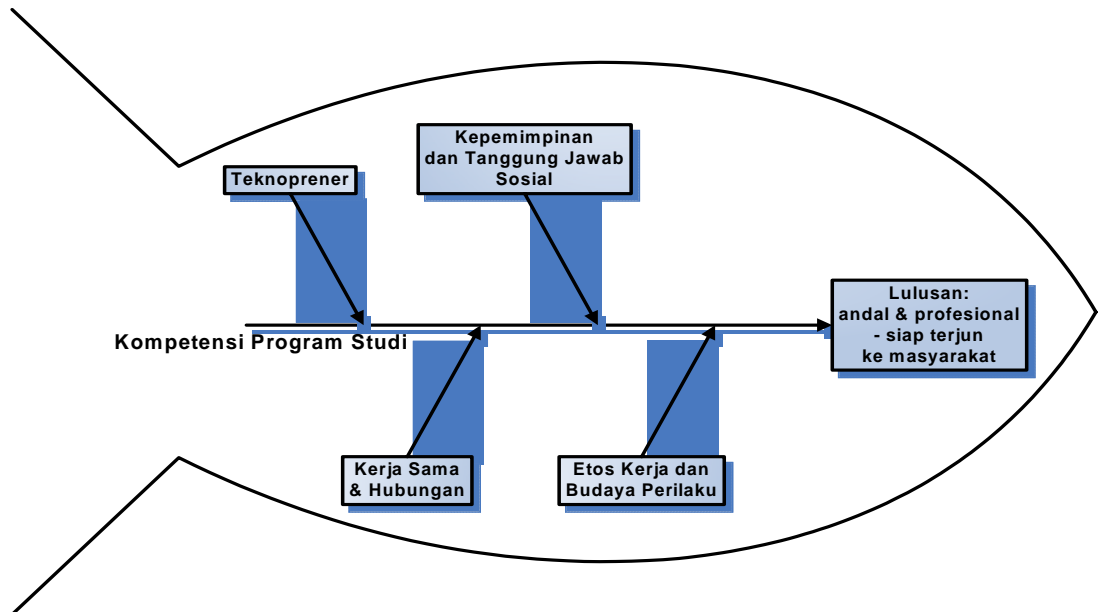 Kepemimpinan
dan Tanggung Jawab
Sosial
Teknoprener
Lulusan:
andal & profesional
- siap terjun
ke masyarakat
Kompetensi Program Studi
Kerja Sama
& Hubungan
Etos Kerja dan
Budaya Perilaku